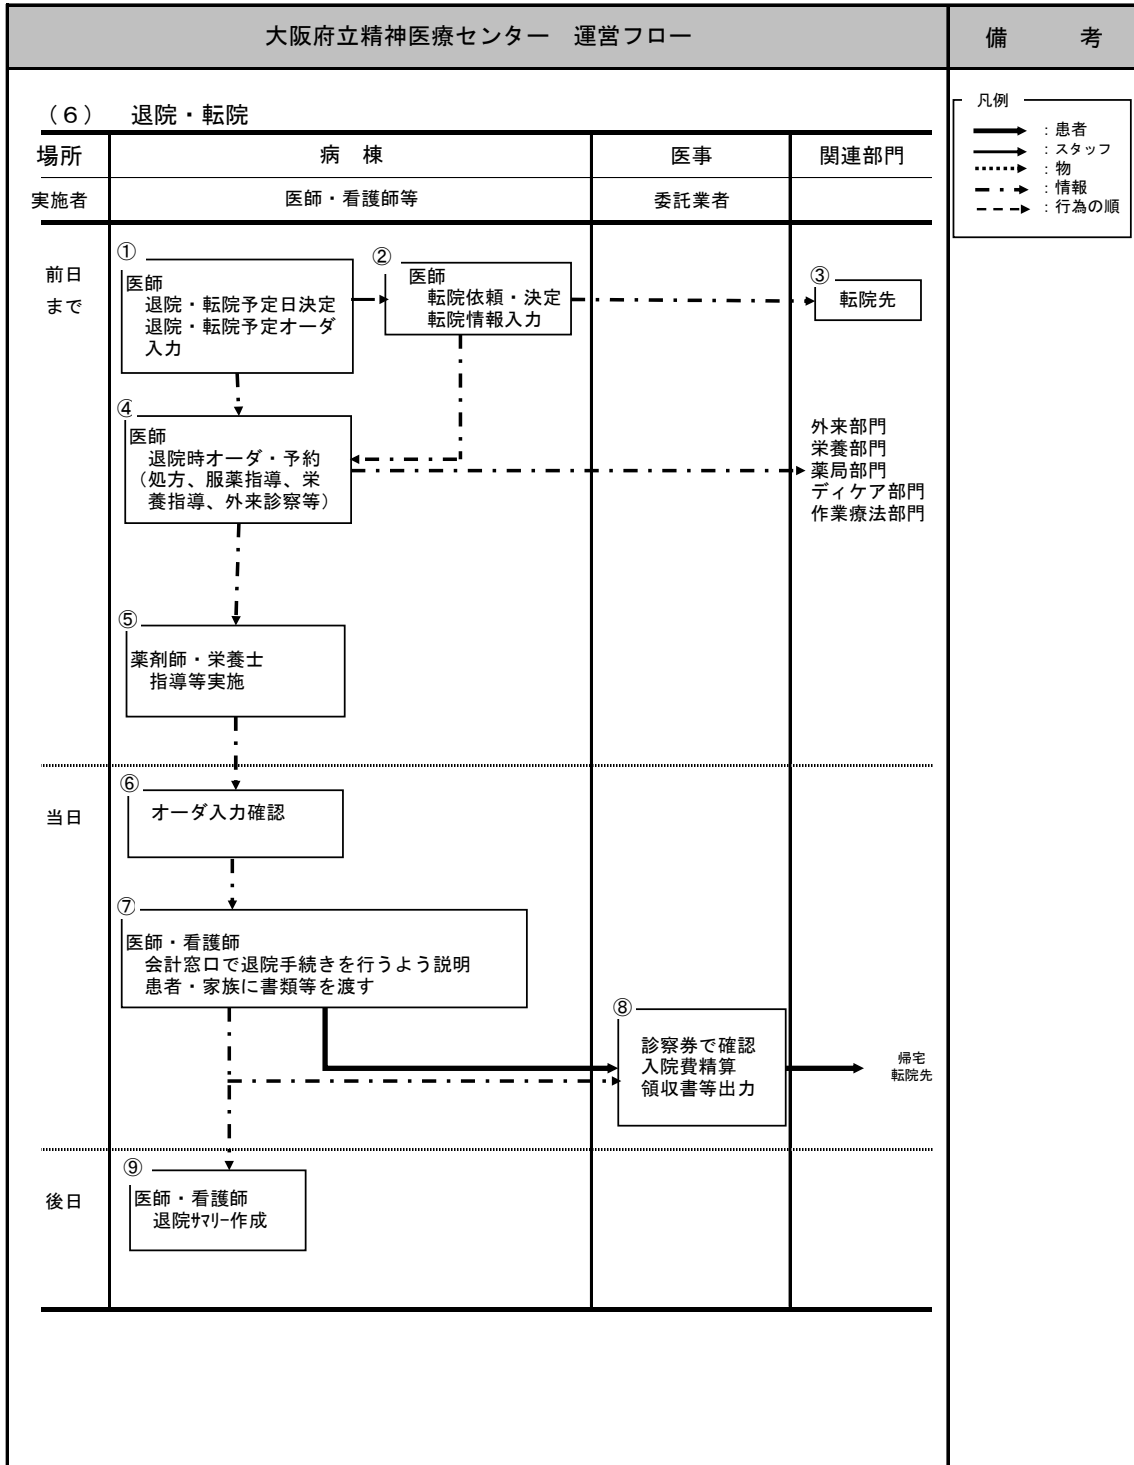 大阪府立精神医療センター　運営フロー
備　考
（６）　退院・転院
凡例
：患者
：スタッフ
：物
：情報
：行為の順
場所
病　棟
医事
関連部門
実施者
医師・看護師等
委託業者
前日
まで
①
医師
退院・転院予定日決定
退院・転院予定オーダ
入力
②
医師
転院依頼・決定
転院情報入力
③
転院先
④
医師
退院時オーダ・予約
（処方、服薬指導、栄
養指導、外来診察等）
外来部門
栄養部門
薬局部門
ディケア部門
作業療法部門
⑤
薬剤師・栄養士
指導等実施
当日
⑥
オーダ入力確認
⑦
医師・看護師
会計窓口で退院手続きを行うよう説明
患者・家族に書類等を渡す
⑧
診察券で確認
入院費精算
領収書等出力
帰宅
転院先
後日
⑨
医師・看護師
退院ｻﾏﾘｰ作成